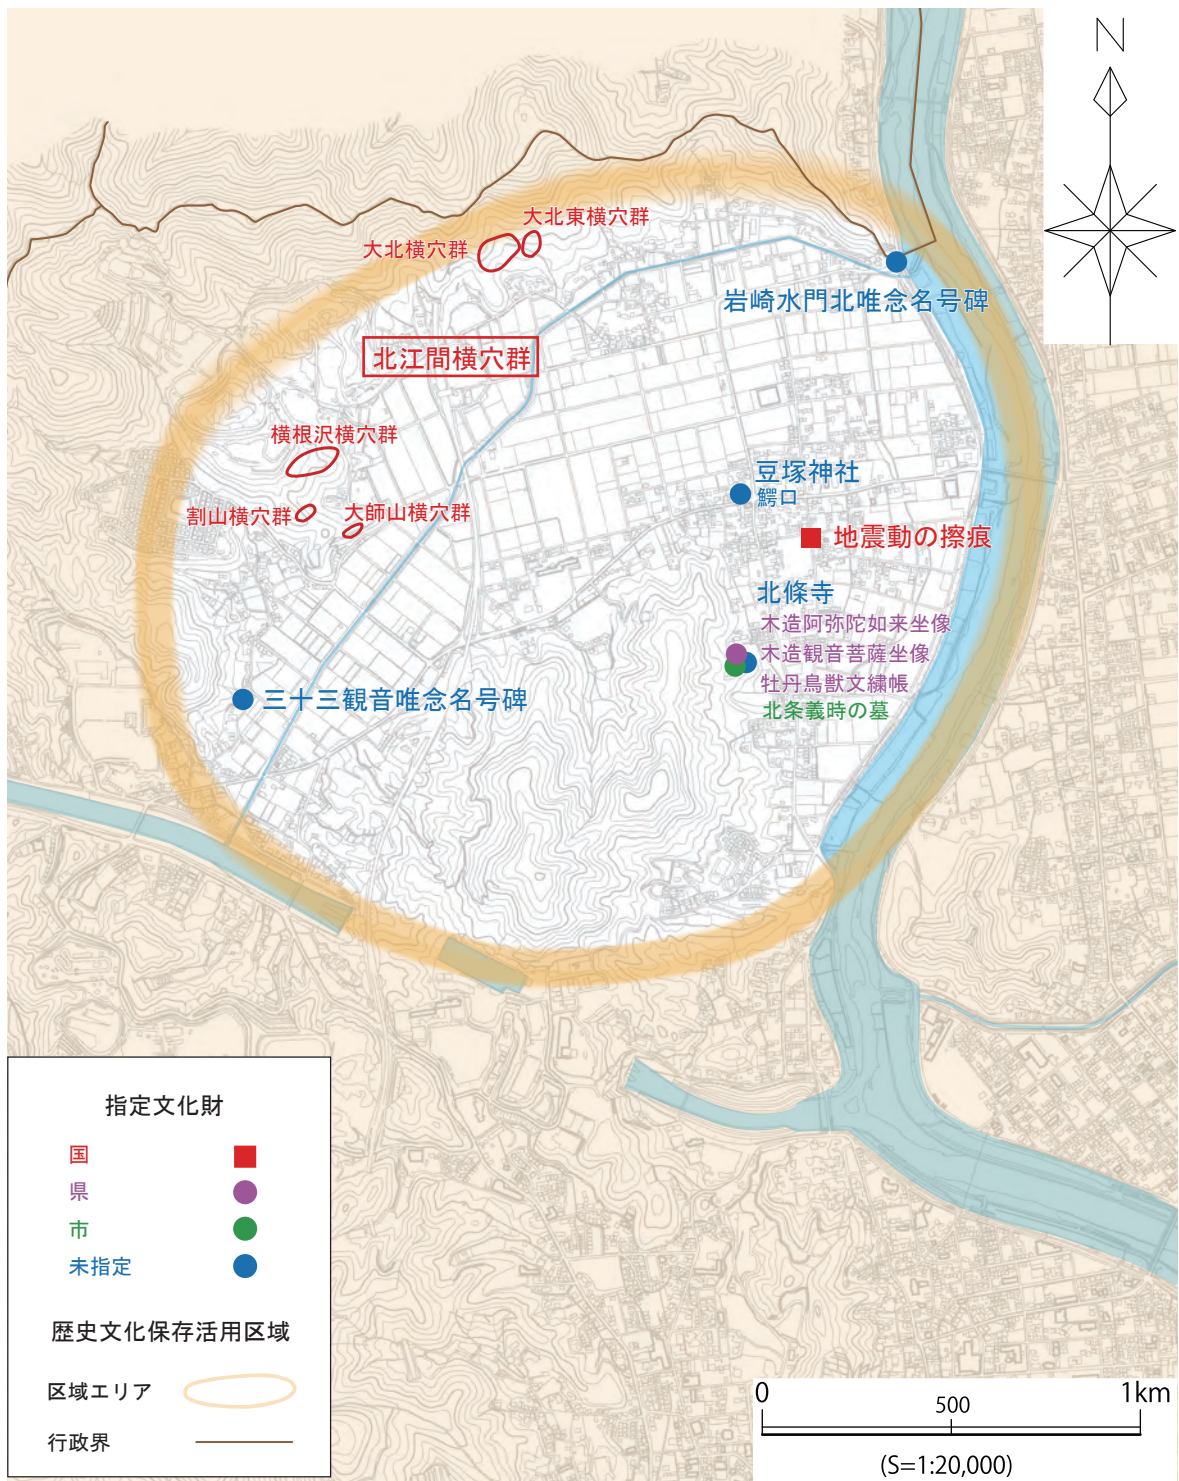 N
大北東横穴群
大北横穴群
岩崎水門北唯念名号碑
北江間横穴群
横根沢横穴群
豆塚神社
鰐口
割山横穴群
大師山横穴群
地震動の擦痕
北條寺
木造阿弥陀如来坐像
木造観音菩薩坐像
牡丹鳥獣文繍帳
北条義時の墓
三十三観音唯念名号碑
指定文化財
国
県
市
未指定
歴史文化保存活用区域
区域エリア
行政界
0 500 1km
(S=1:20,000)